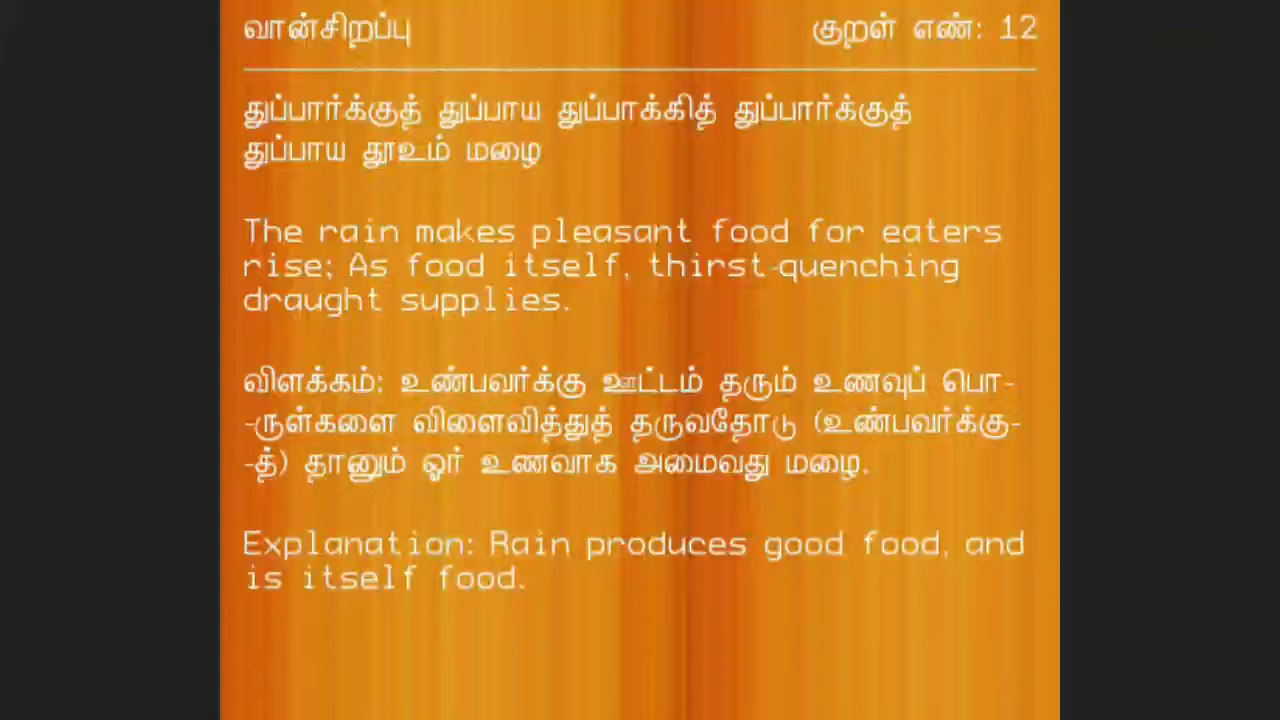 வான்சிறப்பு குறள் எண்: 12
துப்பார்க்குத் துப்பாய துப்பாக்கித் துப்பார்க்குத்
துப்பாய தூஉம் மழை
The rain makes pleasant food for eaters
rise; As food itself, thirst-quenching
draught supplies.
விளக்கம்: உண்பவர்க்கு ஊட்டம் தரும் உணவுப் பொ-
-ருள்களை விளைவித்துத் தருவதோடு (உண்பவர்க்கு-
-த்) தானும் ஓர் உணவாக அமைவது மழை.
Explanation: Rain produces good food, and
is itself food.